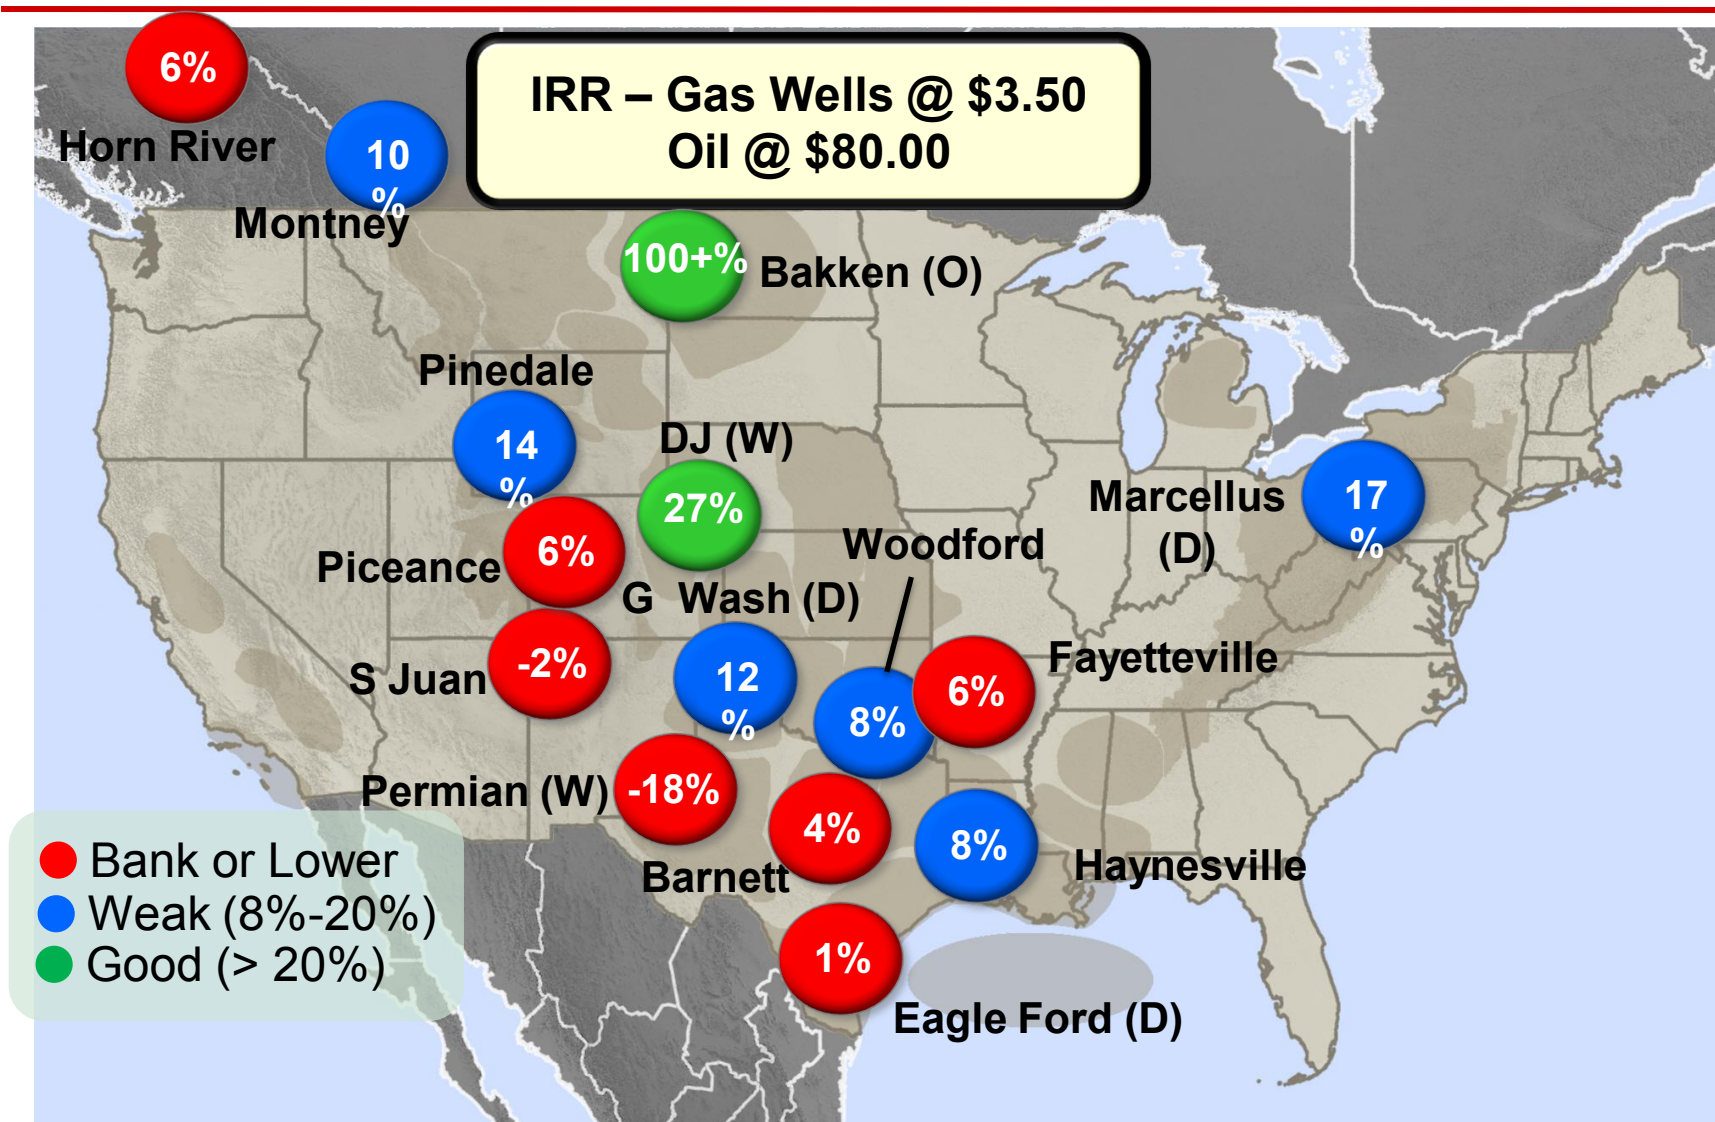 IRR – Gas Wells @ $3.50
Oil @ $80.00
6%
Horn River
10
%
Montney
100+%
Bakken (O)
Pinedale
14
%
DJ (W)
27%
Marcellus
(D)
17
%
Woodford
Piceance
6%
G Wash (D)
S Juan
-2%
12
%
8%
6%
Fayetteville
Permian (W)
-18%
4%
Barnett
8%
Haynesville
1%
Eagle Ford (D)
Bank or Lower
Weak (8%-20%)
Good (> 20%)